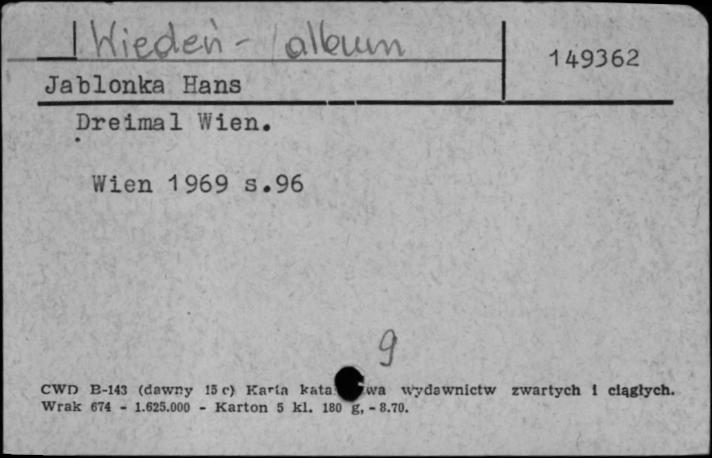 Wiedeń - album
149362
Jablonka Hans
Dreimal Wien.
Wien 1969 s.96
9
CWD B-143 (dawny 15 c) Karta kata wa wydawnictw zwartych i ciągłych.
Wrak 674 - 1.625.000 - Karton 5 kl. 180 g, - 8.70.